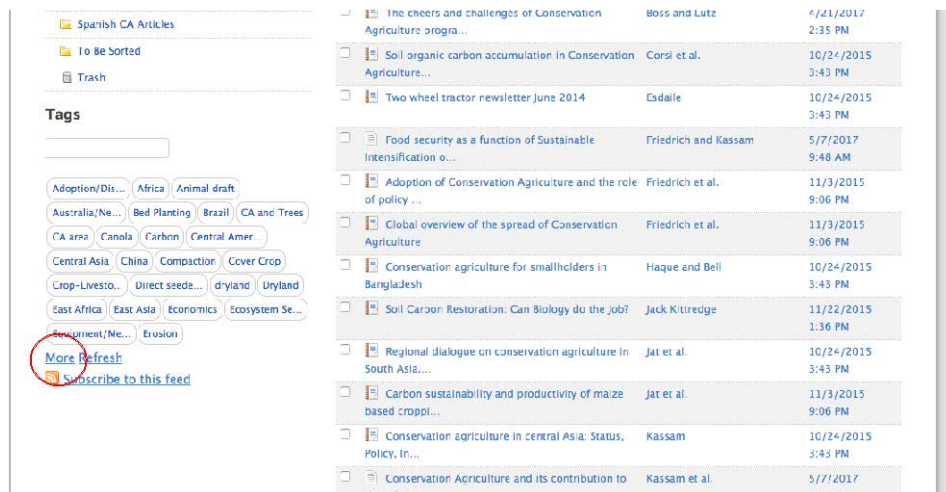 Spanish CA Articles
To Be Sorted
Trash
Tags
Adoption/Dis... Africa Animal draft
Australia/Ne... Bed Planting Brazil CA and Trees
CA area Canola Carbon Central Amer...
Central Asia China Compaction Cover Crop
Crop-Livesto... Direct seede... dryland Dryland
East Africa East Asia Economics Ecosystem Se...
Equipment/Me... Erosion
More Refresh
Subscribe to this feed
The cheers and challenges of Conservation Boss and Lutz 4/21/2017
Agriculture progra... 2:35 PM
Soil organic carbon accumulation in Conservation Corsi et al. 10/24/2015
Agriculture... 3:43 PM
Two wheel tractor newsletter June 2014 Esdaile 10/24/2015
3:43 PM
Food security as a function of Sustainable Friedrich and Kassam 5/7/2017
Intensification o... 9:48 AM
Adoption of Conservation Agriculture and the role Friedrich et al. 11/3/2015
of policy ... 9:06 PM
Global overview of the spread of Conservation Friedrich et al. 11/3/2015
Agriculture 9:06 PM
Conservation agriculture for smallholders in Haque and Bell 10/24/2015
Bangladesh 3:43 PM
Soil Carbon Restoration: Can Biology do the Job? Jack Kittredge 11/22/2015
1:36 PM
Regional dialogue on conservation agriculture in Jat et al. 10/24/2015
South Asia.... 3:43 PM
Carbon sustainability and productivity of maize Jat et al. 11/3/2015
based croppi... 9:06 PM
Conservation agriculture in central Asia: Status, Kassam 10/24/2015
Policy, In... 3:43 PM
Conservation Agriculture and its contribution to Kassam et al. 5/7/2017